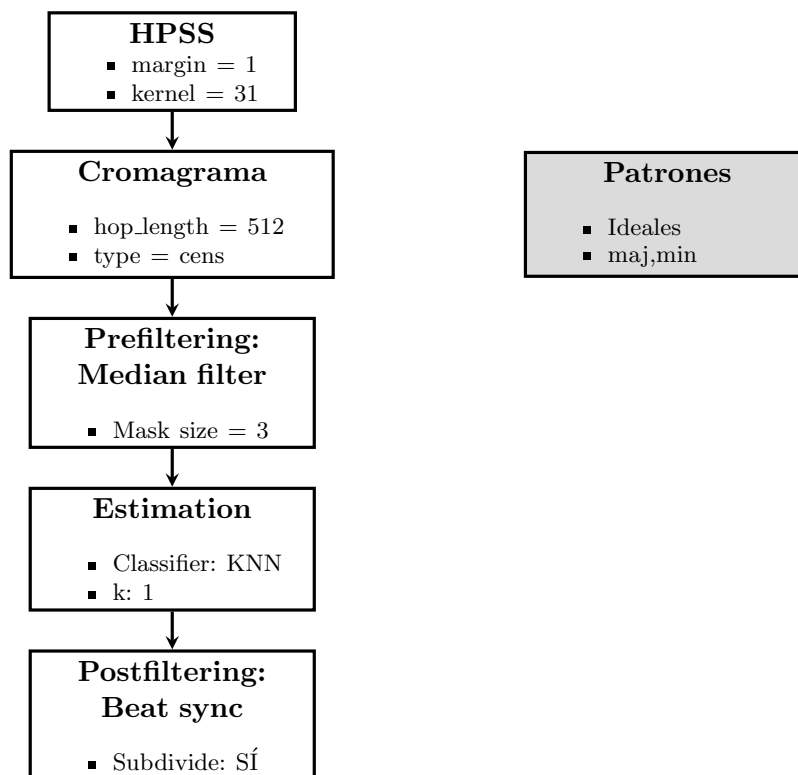 HPSS
▪ margin = 1
▪ kernel = 31
Cromagrama
▪ hop_length = 512
▪ type = cens
Patrones
▪ Ideales
▪ maj,min
Prefiltering:
Median filter
▪ Mask size = 3
Estimation
▪ Classifier: KNN
▪ k: 1
Postfiltering:
Beat sync
▪ Subdivide: SÍ